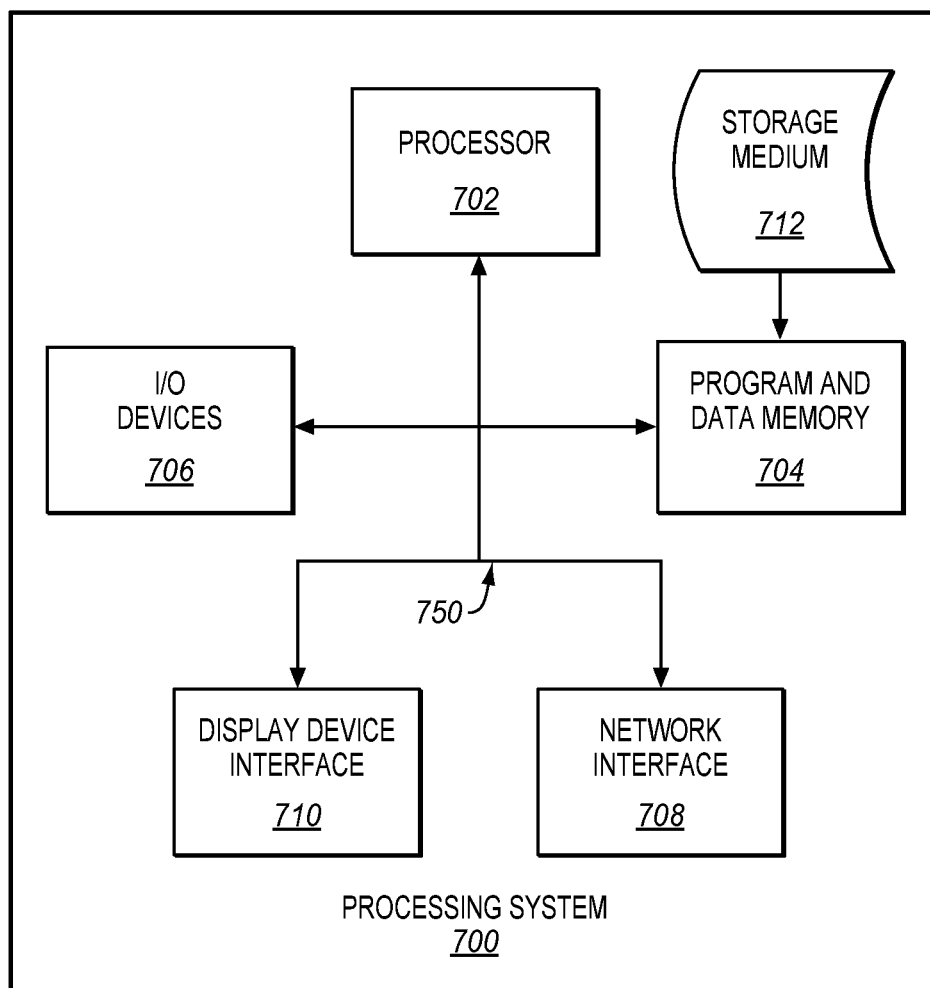 PROCESSOR
702
STORAGE
MEDIUM
712
I/O
DEVICES
706
PROGRAM AND
DATA MEMORY
704
750
DISPLAY DEVICE
INTERFACE
710
NETWORK
INTERFACE
708
PROCESSING SYSTEM
700